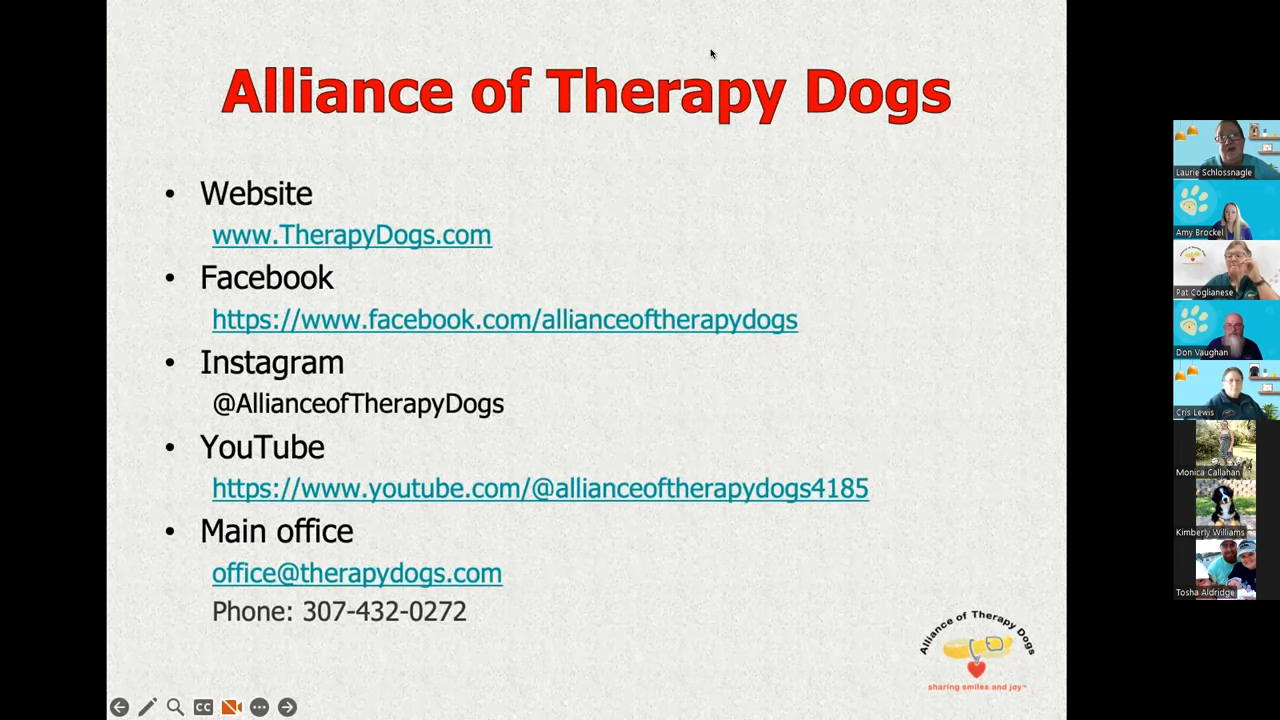 Alliance of Therapy Dogs
• Website
www.TherapyDogs.com
• Facebook
https://www.facebook.com/allianceoftherapydogs
• Instagram
@AllianceofTherapyDogs
• YouTube
https://www.youtube.com/@allianceoftherapydogs4185
• Main office
office@therapydogs.com
Phone: 307-432-0272
Alliance of Therapy Dogs
sharing smiles and joy™
CC
Laurie Schlossnagle
Amy Brockel
Pat Coglianese
Don Vaughan
Cris Lewis
Monica Callahan
Kimberly Williams
Tosha Aldridge